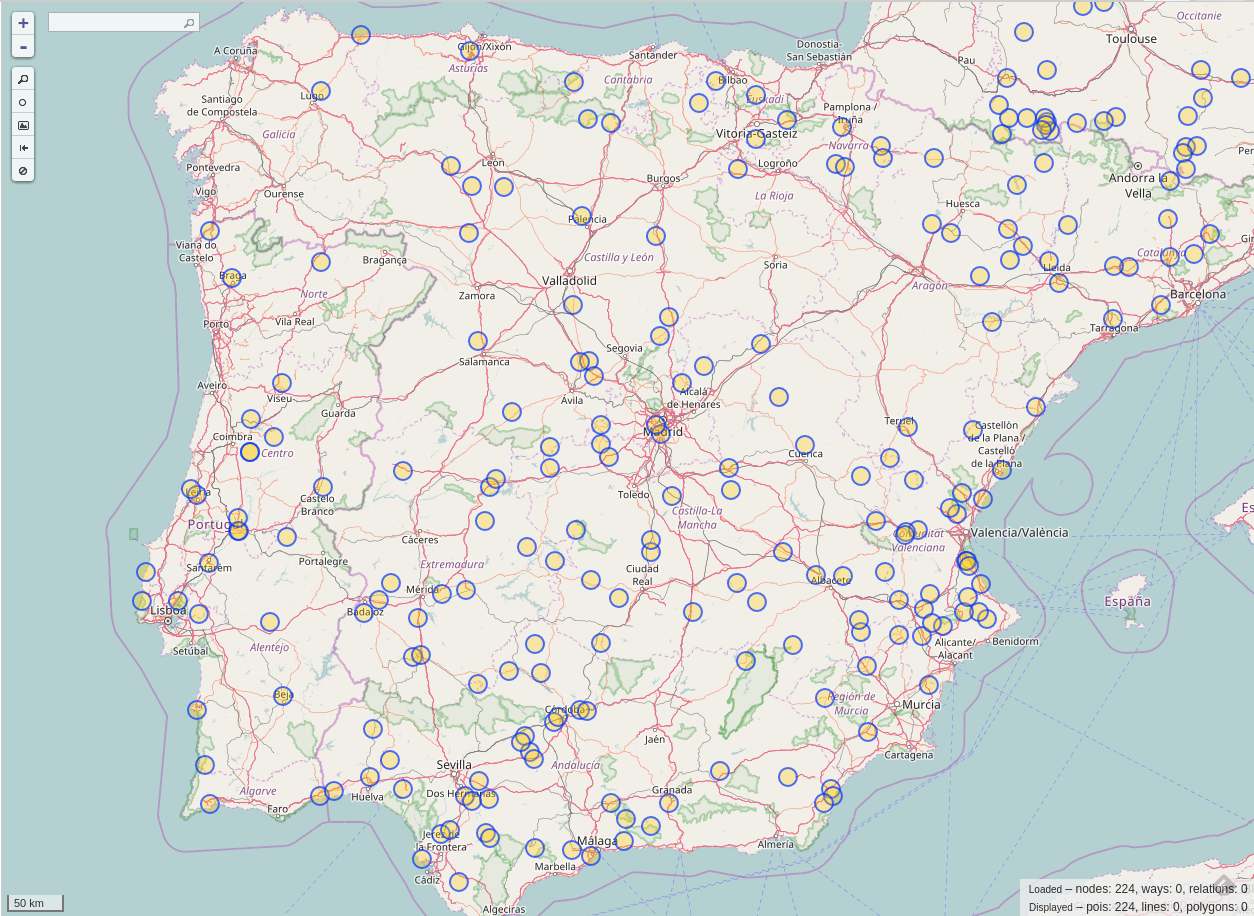 +
-
Occitanie
Toulouse
Gijón/Xixón
A Coruña
Asturias
Santander
Donostia-
San Sebastián
Pau
Cantabria
Bilbao
Lugo
Euskadi
Santiago
de Compostela
Pamplona /
Iruña
Vitoria-Gasteiz
Galicia
Navarra
León
Logroño
Pontevedra
Burgos
Andorra la
Vella
Vigo
Ourense
La Rioja
Huesca
Palencia
Viana do
Castelo
Bragança
Castilla y León
Soria
Catalunya
Lleida
Braga
Valladolid
Aragón
Norte
Zamora
Barcelona
Porto
Vila Real
Tarragona
Segovia
Salamanca
Aveiro
Viseu
Ávila
Alcalá
de Henares
Guarda
Teruel
Castellón
de la Plana /
Castelló
de la Plana
Coimbra
Madrid
Centro
Cuenca
Leiria
Castelo
Branco
Toledo
Castilla-La
Mancha
Portugal
Comunitat
Valenciana
Valencia/València
Cáceres
Portalegre
Santarém
Extremadura
Ciudad
Real
Albacete
Mérida
España
Lisboa
Badajoz
Setúbal
Alentejo
Alicante/
Alacant
Benidorm
Beja
Región de
Murcia
Murcia
Córdoba
Jaén
Cartagena
Sevilla
Andalucía
Algarve
Huelva
Dos Hermanas
Granada
Faro
Jerez de
la Frontera
Málaga
Almería
Marbella
Cádiz
Algeciras
50 km
Loaded – nodes: 224, ways: 0, relations: 0
Displayed – pois: 224, lines: 0, polygons: 0